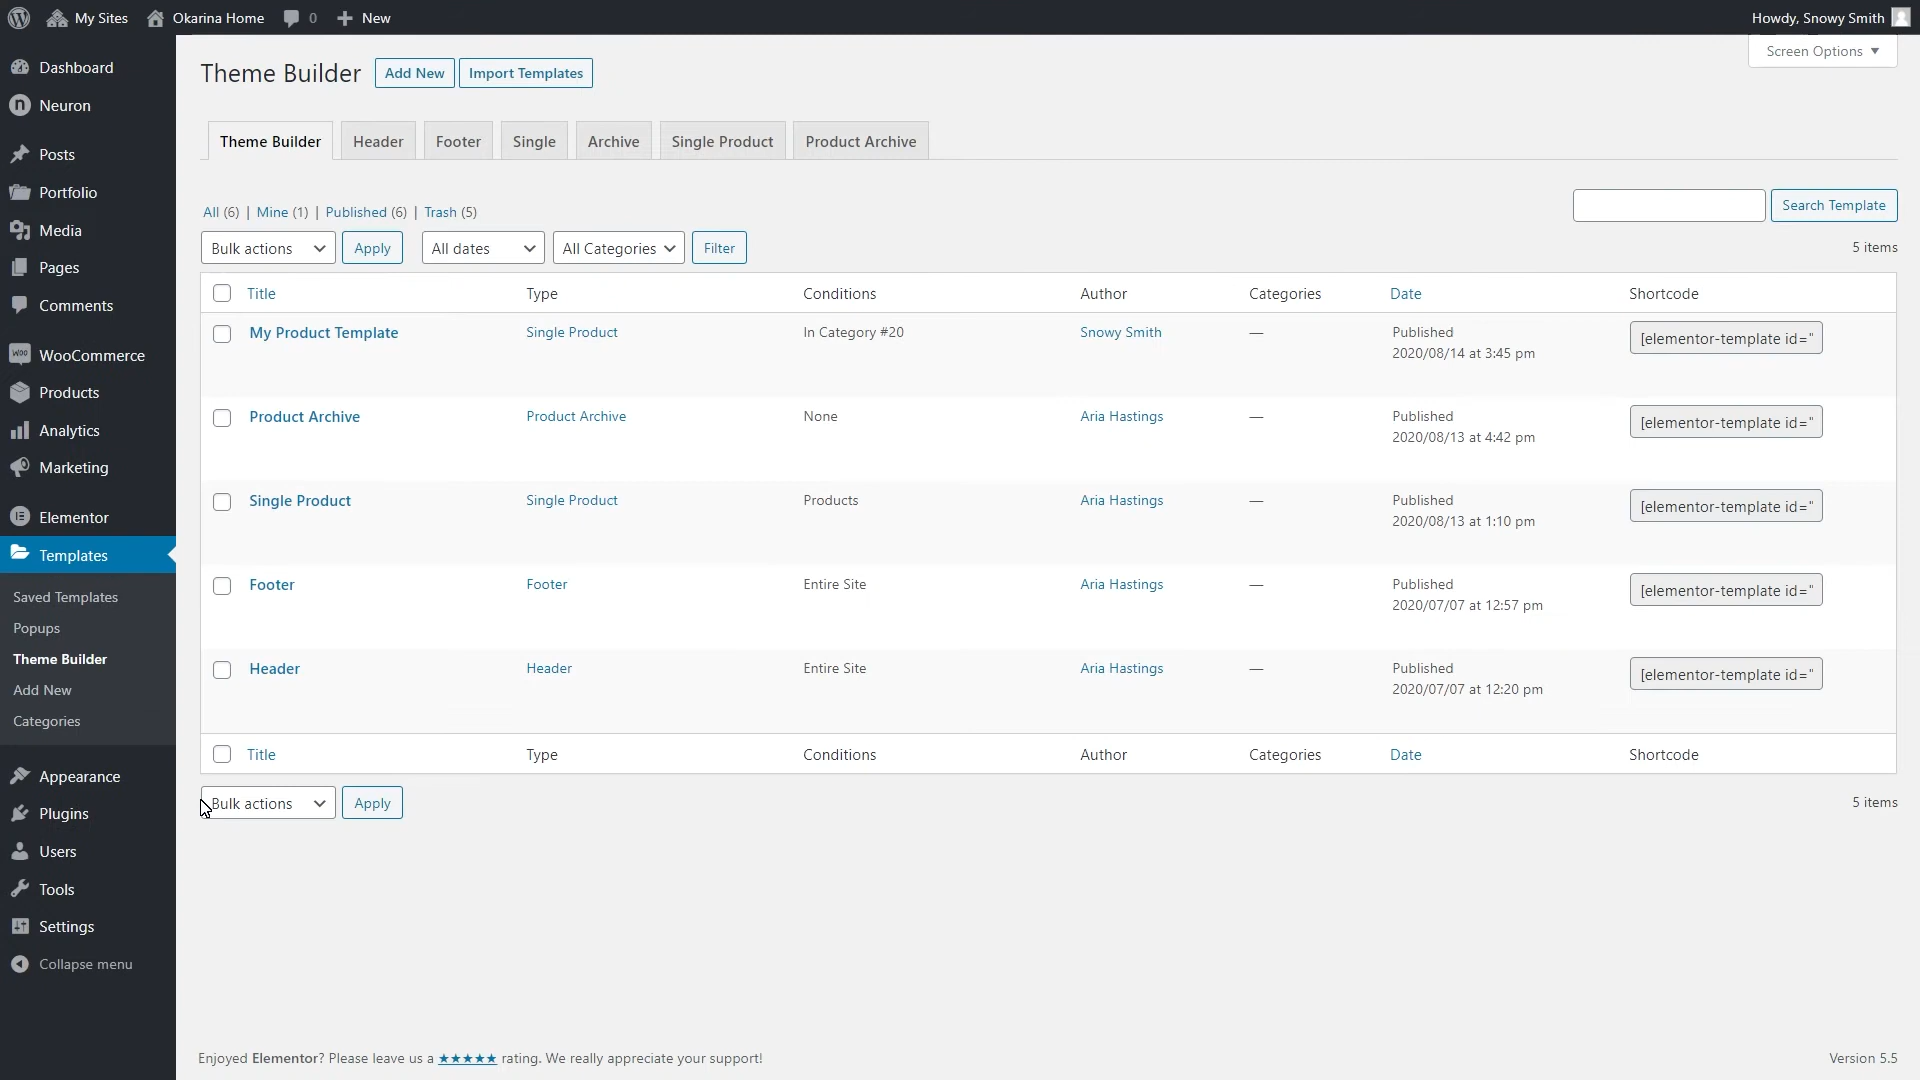 My Sites Okarina Home 0 New Howdy, Snowy Smith
Screen Options
Dashboard
Neuron
Posts
Portfolio
Media
Pages
Comments
WooCommerce
Products
Analytics
Marketing
Elementor
Templates
Saved Templates
Popups
Theme Builder
Add New
Categories
Appearance
Plugins
Users
Tools
Settings
Collapse menu
Theme Builder Add New Import Templates
Theme Builder Header Footer Single Archive Single Product Product Archive
All (6) | Mine (1) | Published (6) | Trash (5)
Search Template
Bulk actions Apply All dates All Categories Filter 5 items
Title Type Conditions Author Categories Date Shortcode
My Product Template Single Product In Category #20 Snowy Smith — Published [elementor-template id="
2020/08/14 at 3:45 pm
Product Archive Product Archive None Aria Hastings — Published [elementor-template id="
2020/08/13 at 4:42 pm
Single Product Single Product Products Aria Hastings — Published [elementor-template id="
2020/08/13 at 1:10 pm
Footer Footer Entire Site Aria Hastings — Published [elementor-template id="
2020/07/07 at 12:57 pm
Header Header Entire Site Aria Hastings — Published [elementor-template id="
2020/07/07 at 12:20 pm
Title Type Conditions Author Categories Date Shortcode
Bulk actions Apply 5 items
Enjoyed Elementor? Please leave us a ★★★★★ rating. We really appreciate your support! Version 5.5